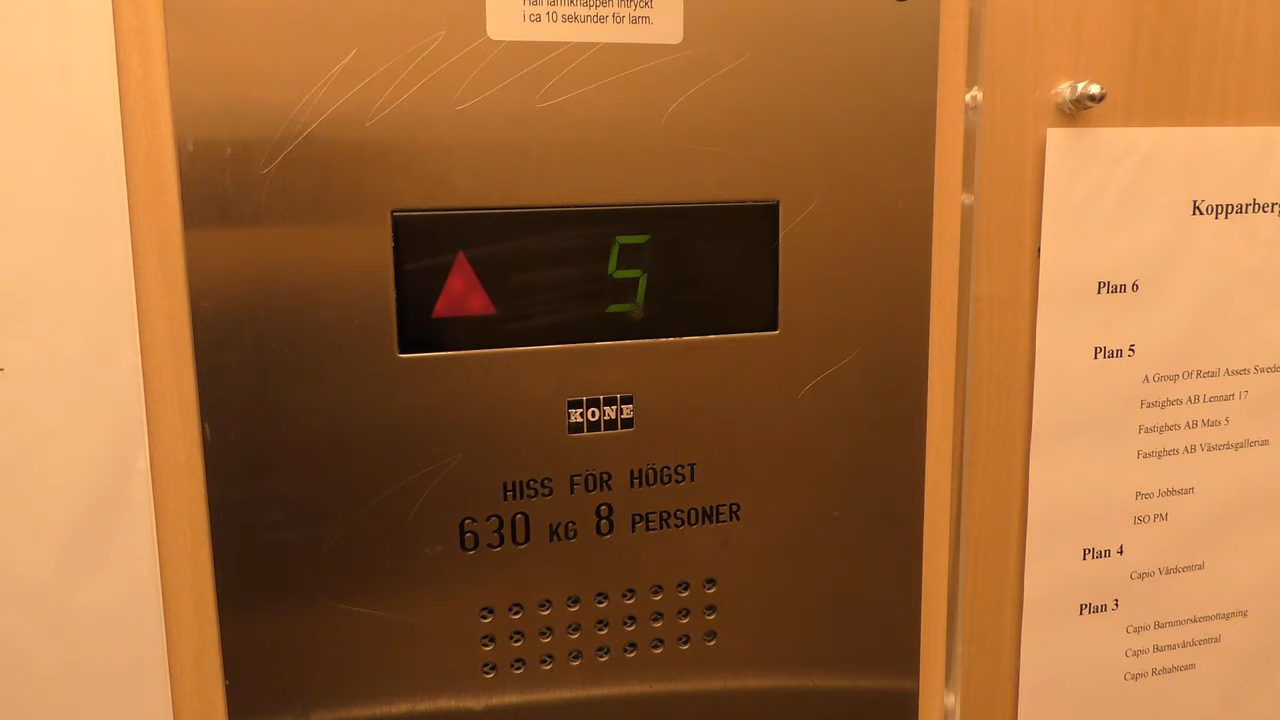 Håll larmknappen intryckt
i ca 10 sekunder för larm.
5
KONE
HISS FÖR HÖGST
630 KG 8 PERSONER
Plan 6
Plan 5
A Group Of Retail Assets
Fastighets AB Lennart 17
Fastighets AB Mats 5
Fastighets AB Västeråsgallerian
Preo Jobbstart
ISO PM
Plan 4
Capio Vårdcentral
Plan 3
Capio Barnmorskemottagning
Capio Barnavårdcentral
Capio Rehabteam